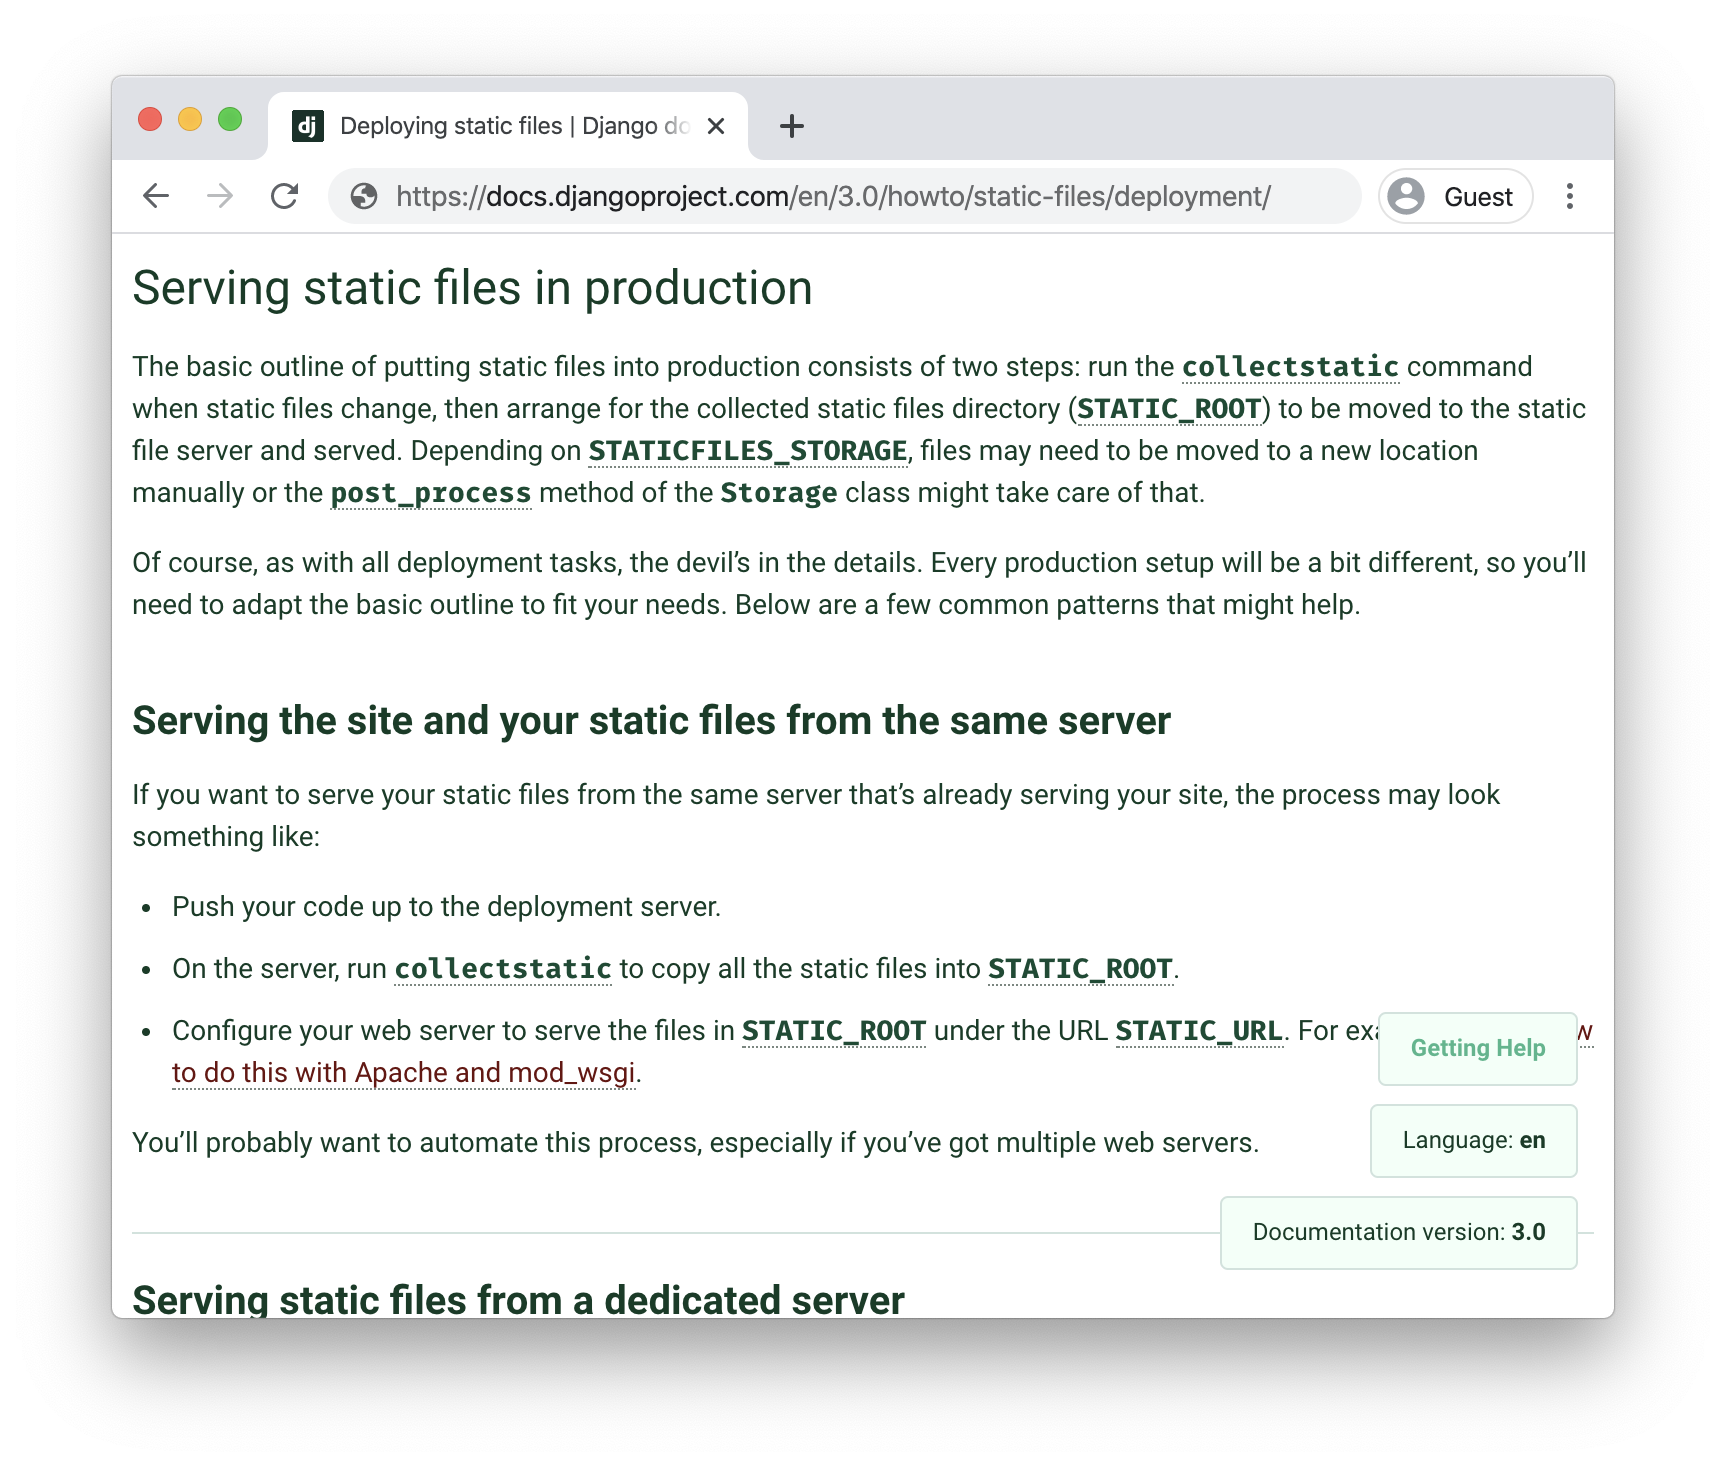 dj Deploying static files | Django do
https://docs.djangoproject.com/en/3.0/howto/static-files/deployment/ Guest
Serving static files in production
The basic outline of putting static files into production consists of two steps: run the collectstatic command
when static files change, then arrange for the collected static files directory (STATIC_ROOT) to be moved to the static
file server and served. Depending on STATICFILES_STORAGE, files may need to be moved to a new location
manually or the post_process method of the Storage class might take care of that.
Of course, as with all deployment tasks, the devil’s in the details. Every production setup will be a bit different, so you’ll
need to adapt the basic outline to fit your needs. Below are a few common patterns that might help.
Serving the site and your static files from the same server
If you want to serve your static files from the same server that’s already serving your site, the process may look
something like:
• Push your code up to the deployment server.
• On the server, run collectstatic to copy all the static files into STATIC_ROOT.
• Configure your web server to serve the files in STATIC_ROOT under the URL STATIC_URL. For
to do this with Apache and mod_wsgi.
Getting Help
You’ll probably want to automate this process, especially if you’ve got multiple web servers.
Language: en
Documentation version: 3.0
Serving static files from a dedicated server